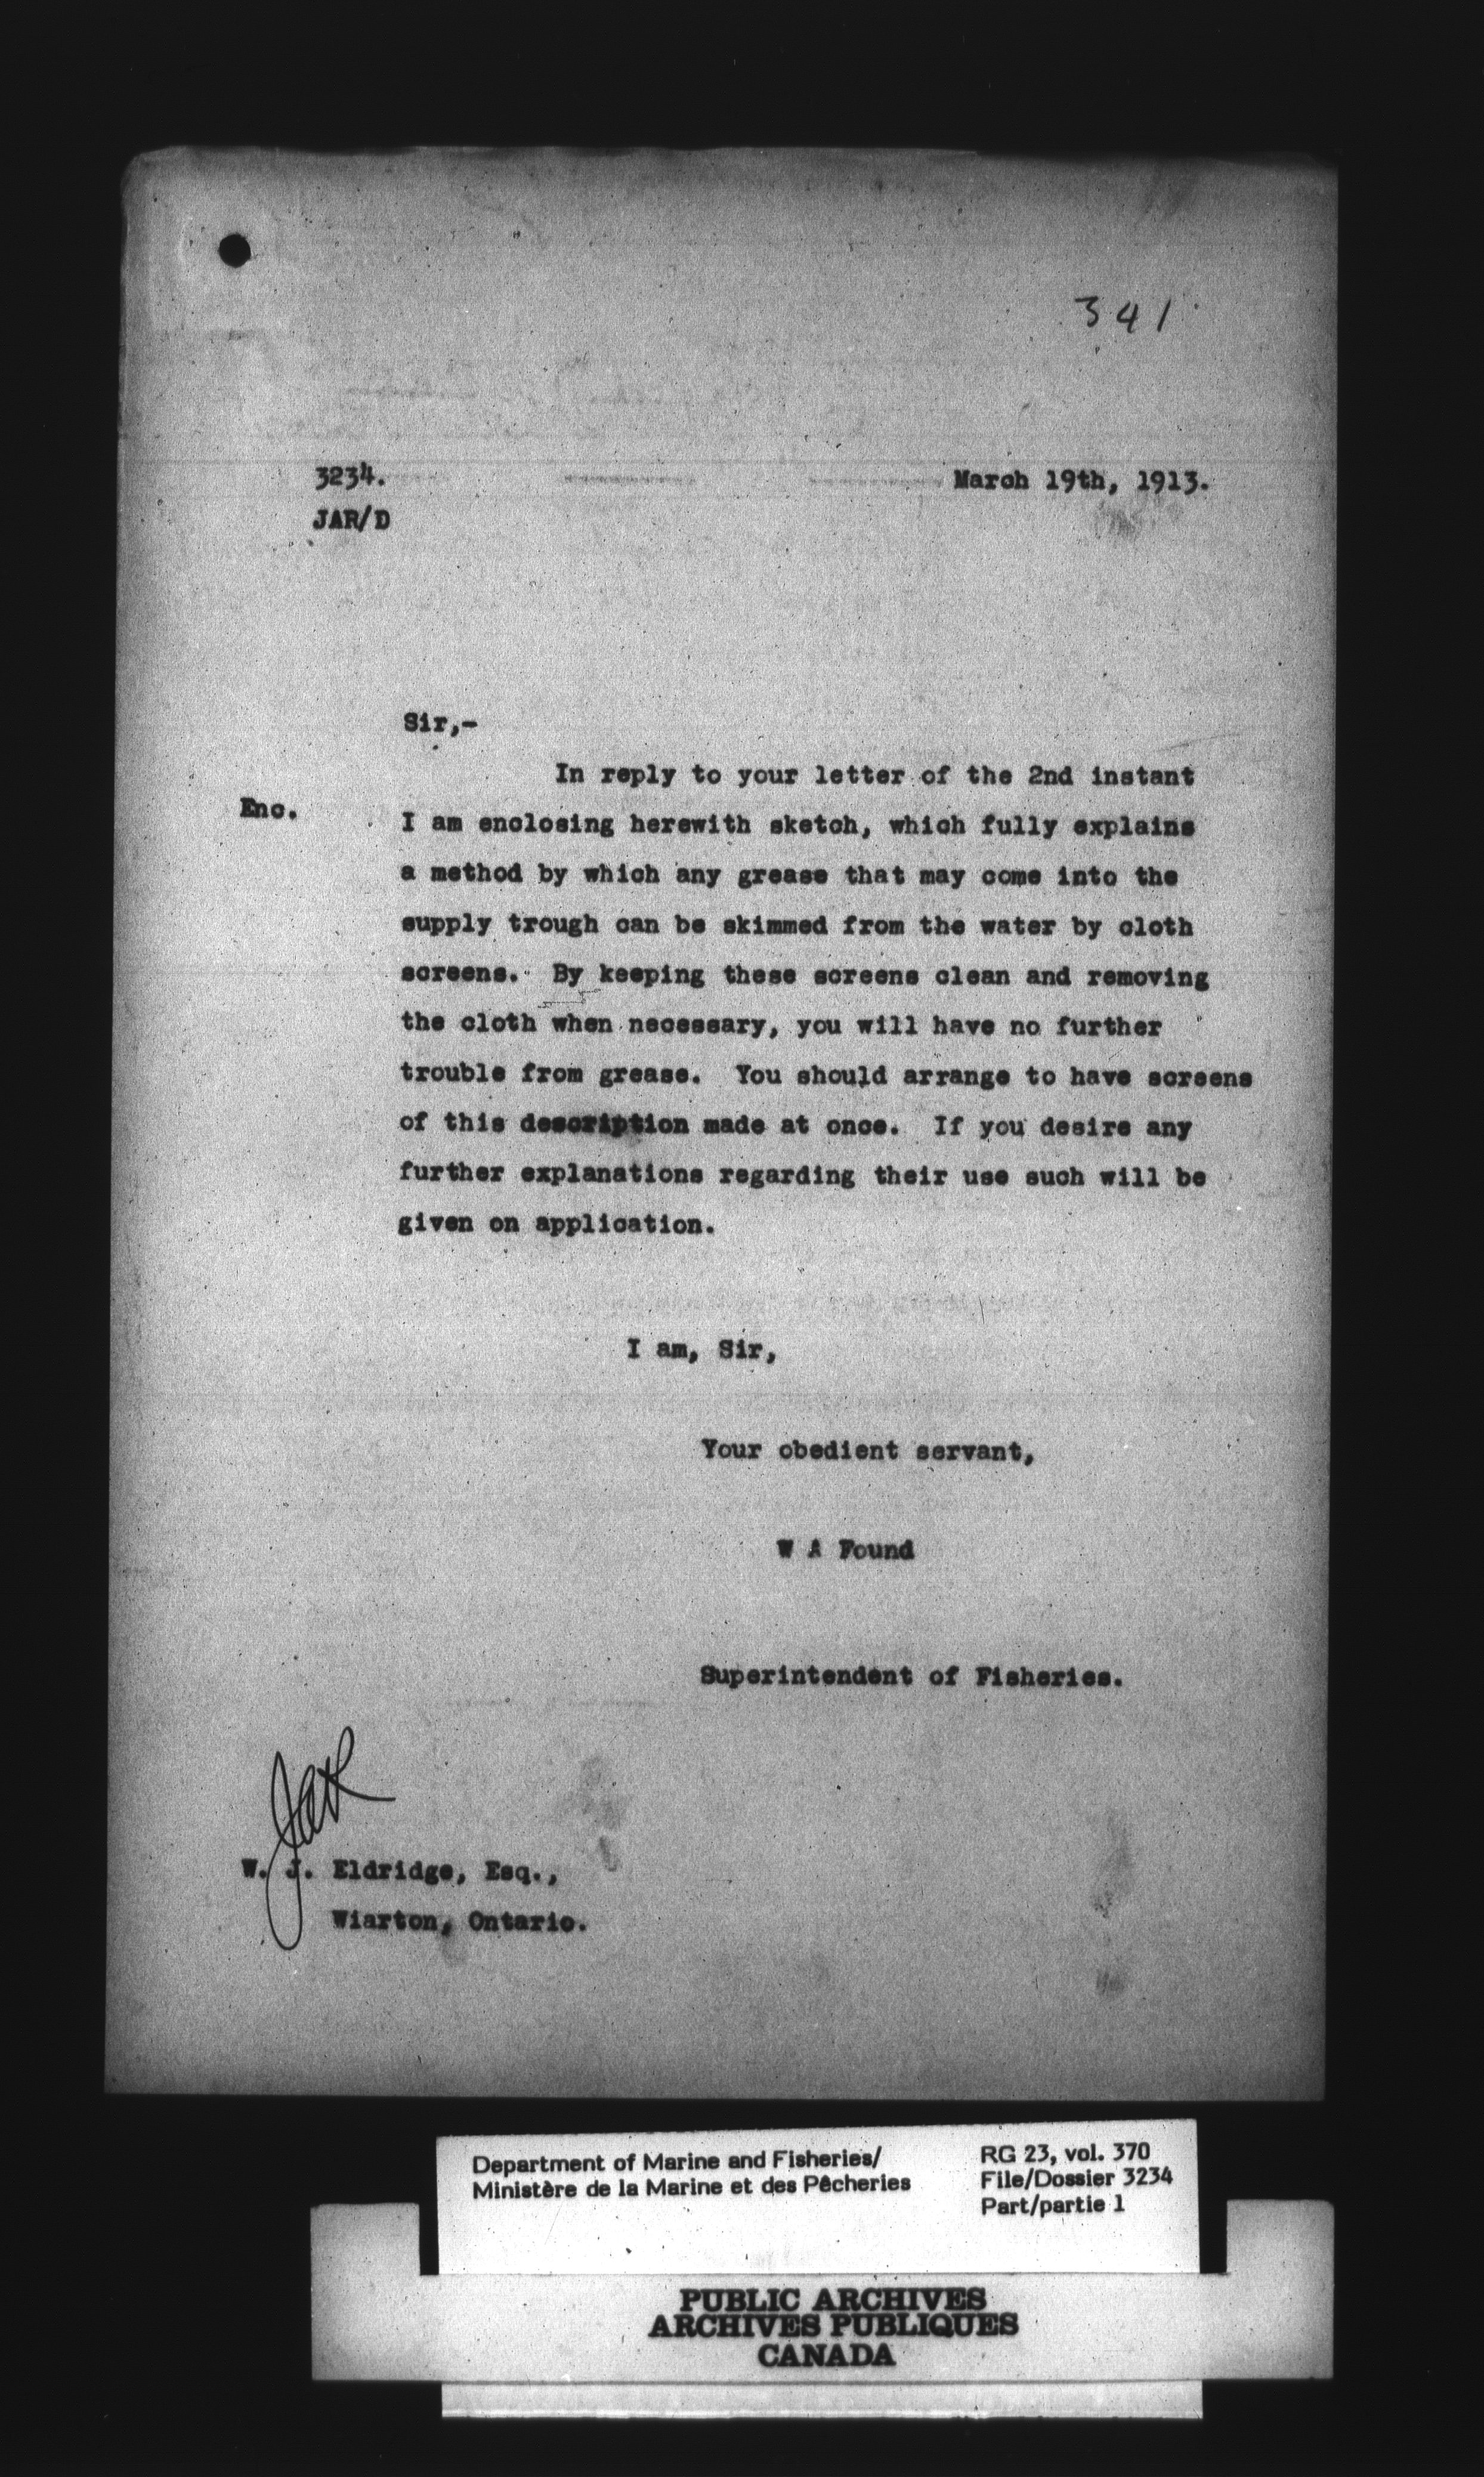 341
3234.
March 19th, 1913.
JAR/D
Sir,-
In reply to your letter of the 2nd instant
Enc.
I am enclosing herewith sketch, which fully explains
a method by which any grease that may come into the
supply trough can be skimmed from the water by cloth
screens. By keeping these screens clean and removing
the cloth when necessary, you will have no further
trouble from grease. You should arrange to have screens
of this description made at once. If you desire any
further explanations regarding their use such will be
given on application.
I am, Sir,
Your obedient servant,
W A Found
Superintendent of Fisheries.
JAR
W. J. Eldridge, Esq.,
Wiarton, Ontario.
Department of Marine and Fisheries/
Ministère de la Marine et des Pêcheries
RG 23, vol. 370
File/Dossier 3234
Part/partie 1
PUBLIC ARCHIVES
ARCHIVES PUBLIQUES
CANADA